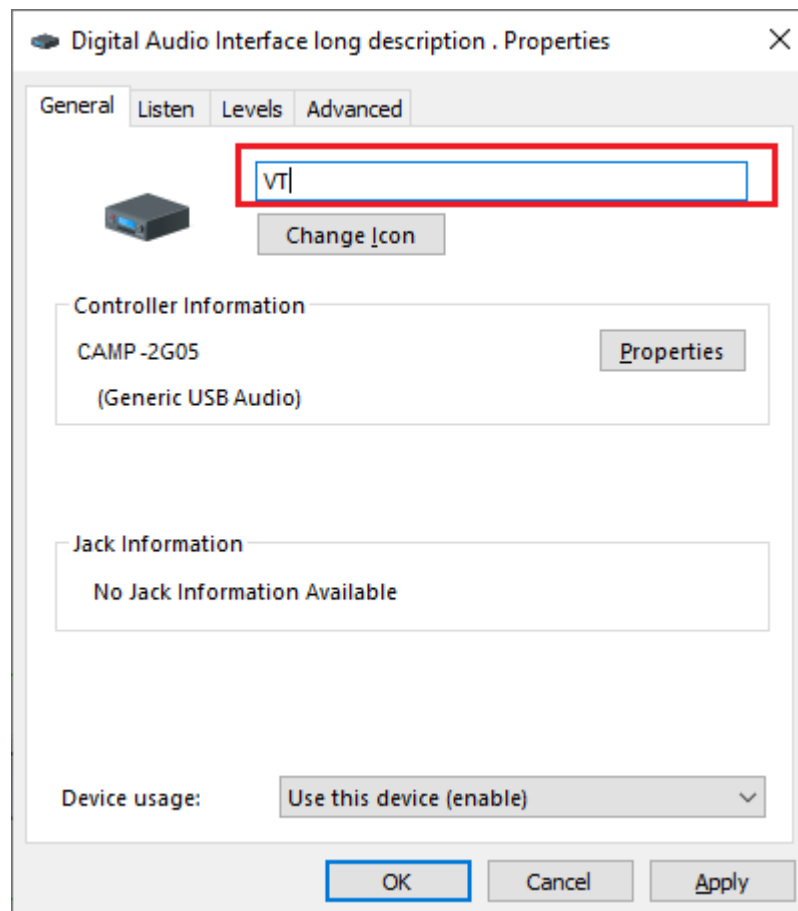 Digital Audio Interface long description . Properties
General Listen Levels Advanced
VT
Change Icon
Controller Information
CAMP-2G05
Properties
(Generic USB Audio)
Jack Information
No Jack Information Available
Device usage: Use this device (enable)
OK Cancel Apply